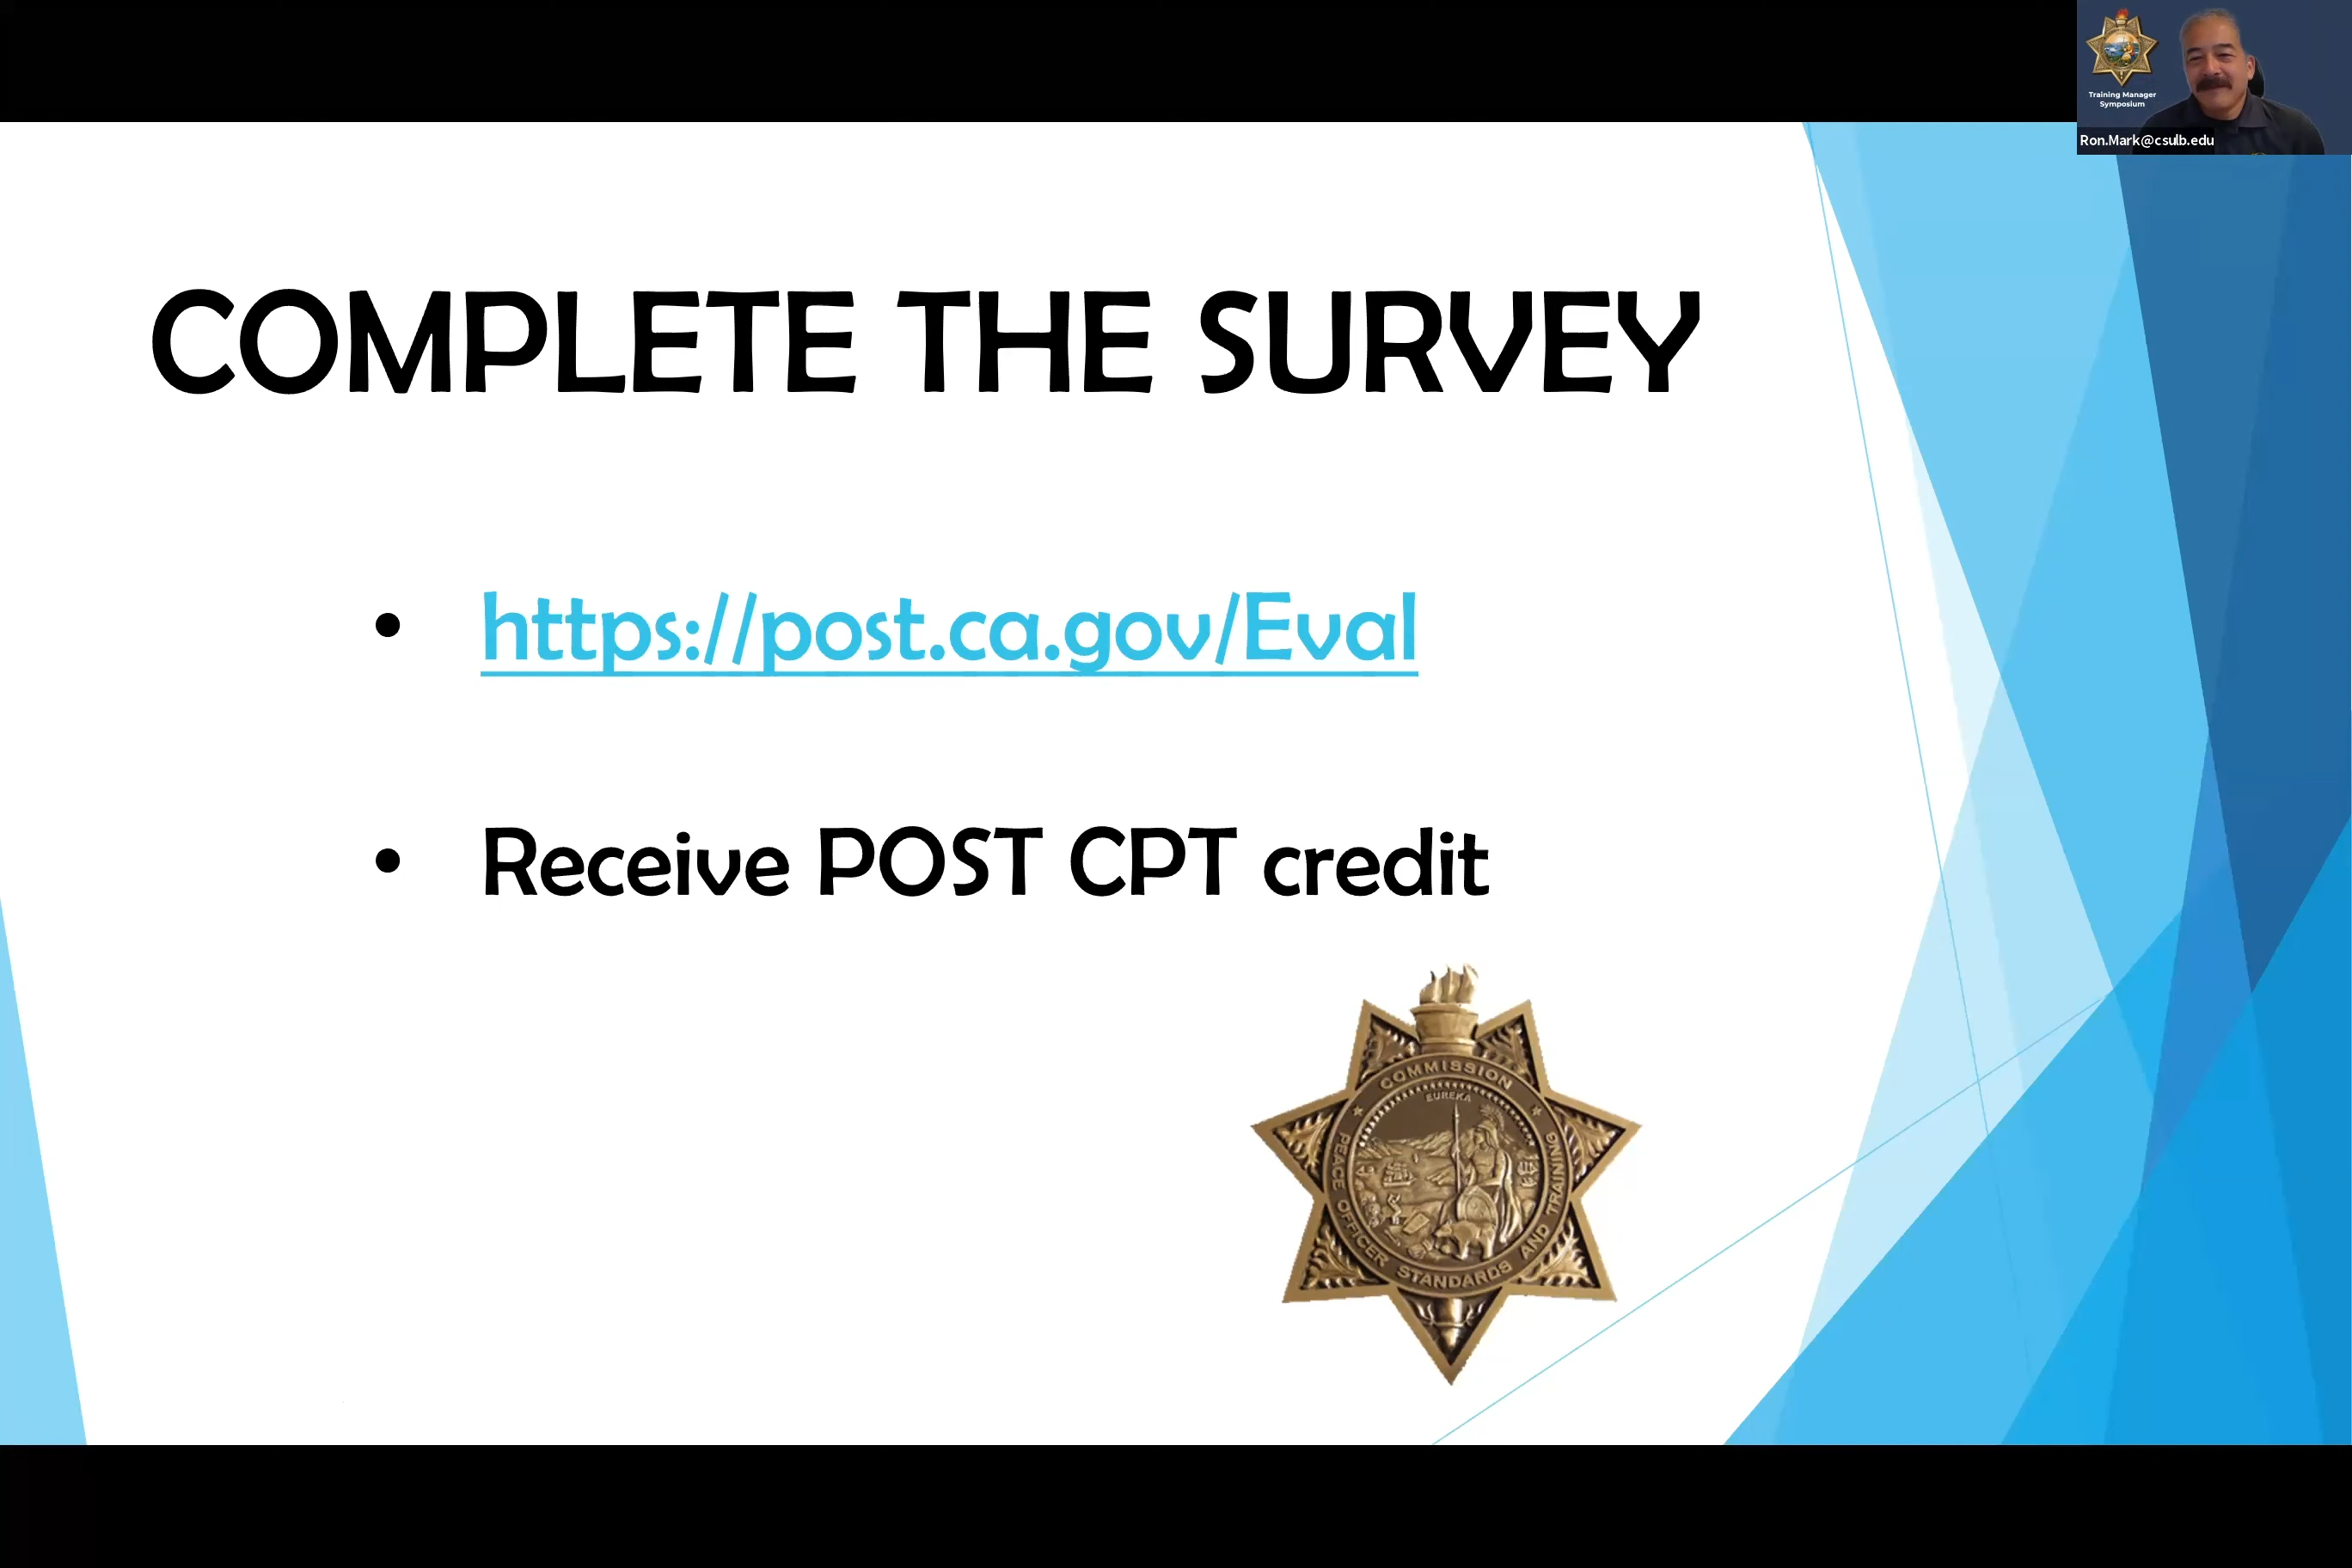 Training Manager
Symposium
Ron.Mark@csulb.edu
COMPLETE THE SURVEY
• https://post.ca.gov/Eval
• Receive POST CPT credit
COMMISSION
EUREKA
PEACE OFFICER STANDARDS AND TRAINING